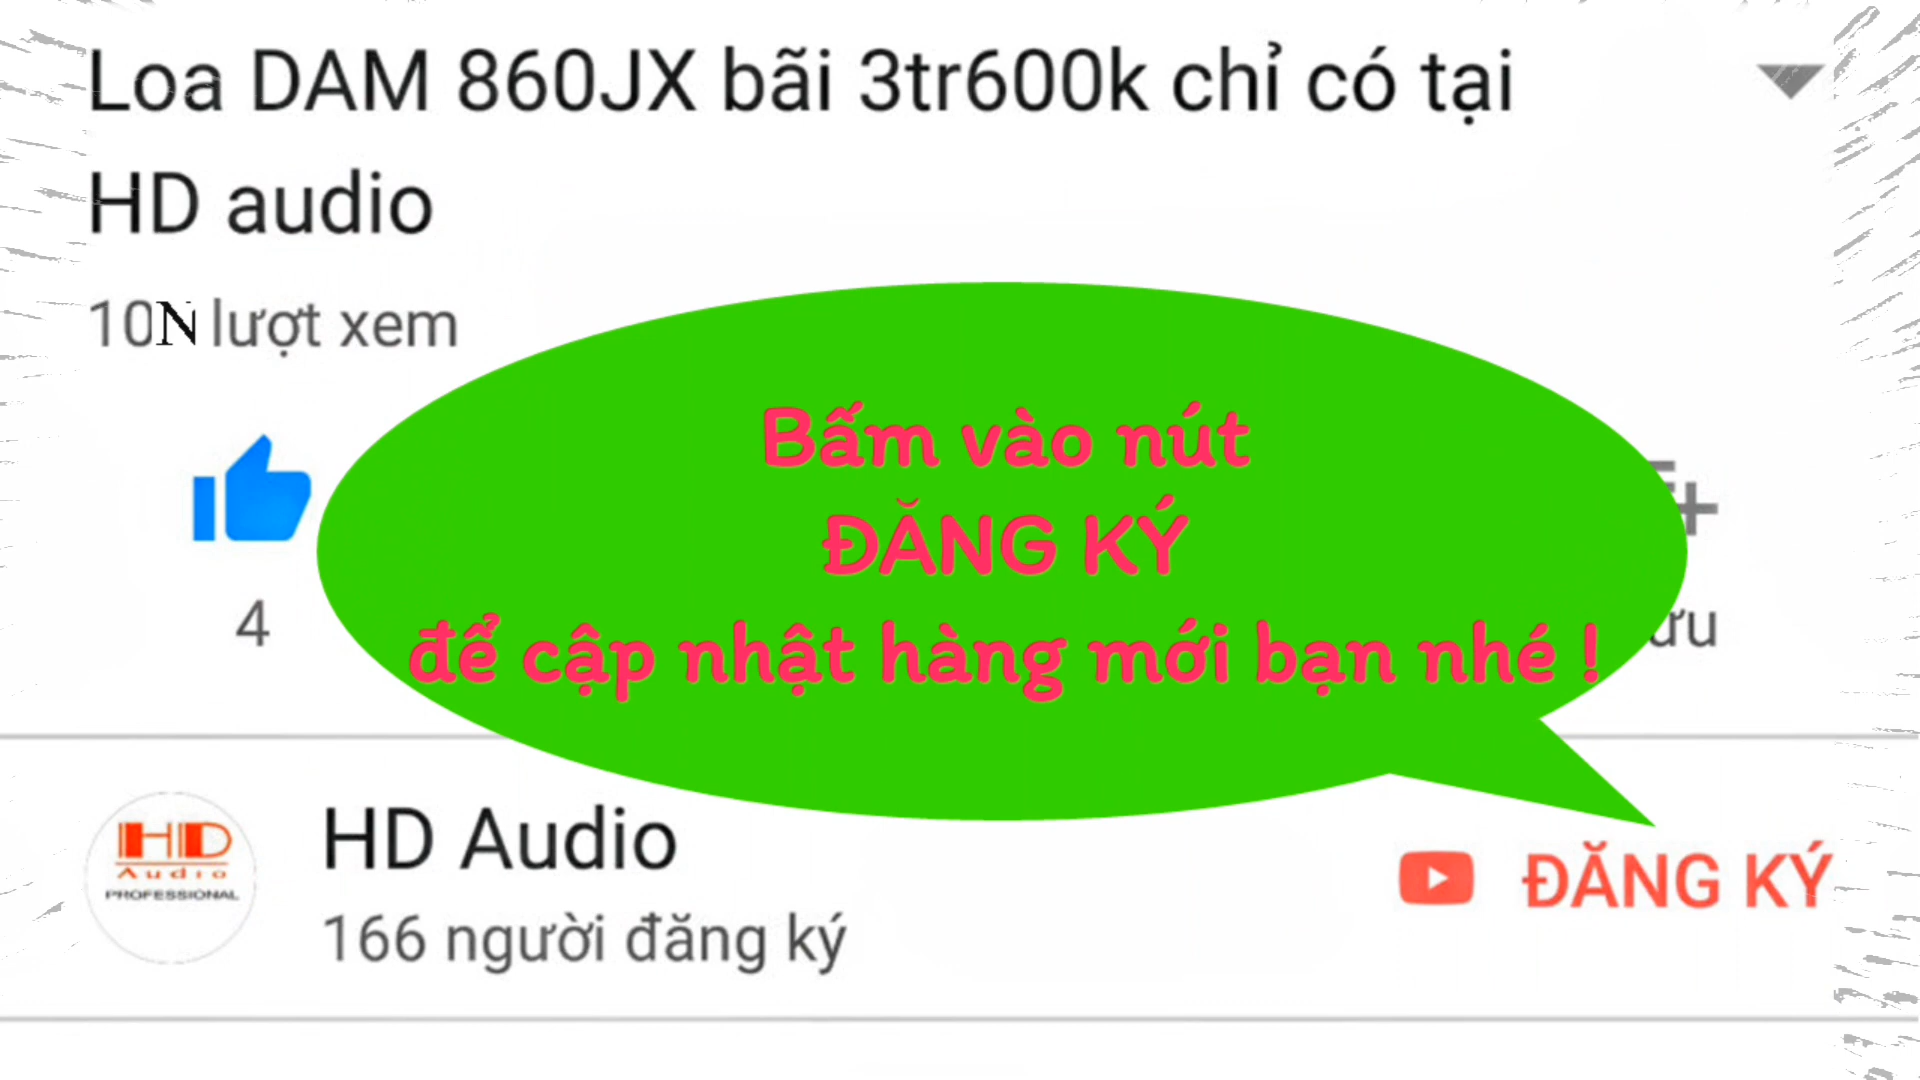 Loa DAM 860JX bãi 3tr600k chỉ có tại
HD audio
10N lượt xem
Bấm vào nút
ĐĂNG KÝ
để cập nhật hàng mới bạn nhé !
4
HD Audio
166 người đăng ký
ĐĂNG KÝ
HD
Audio
PROFESSIONAL